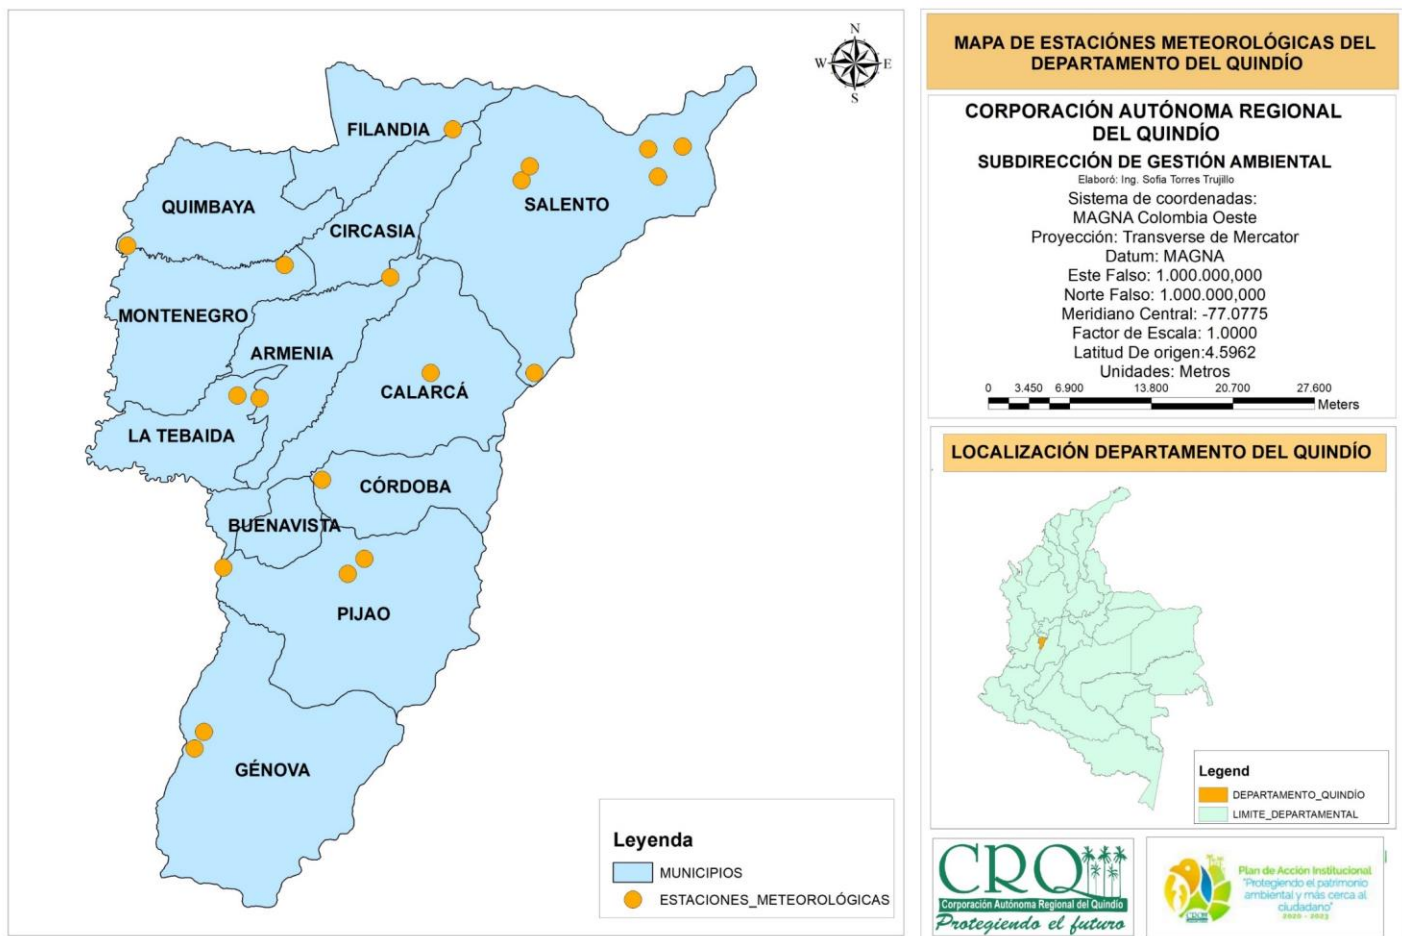 N
W
E
S
FILANDIA
QUIMBAYA
SALENTO
CIRCASIA
MONTENEGRO
ARMENIA
CALARCÁ
LA TEBAIDA
CÓRDOBA
BUENAVISTA
PIJAO
GÉNOVA
Leyenda
MUNICIPIOS
ESTACIONES_METEOROLÓGICAS
MAPA DE ESTACIÓNES METEOROLÓGICAS DEL
DEPARTAMENTO DEL QUINDÍO
CORPORACIÓN AUTÓNOMA REGIONAL
DEL QUINDÍO
SUBDIRECCIÓN DE GESTIÓN AMBIENTAL
Elaboró: Ing. Sofia Torres Trujillo
Sistema de coordenadas:
MAGNA Colombia Oeste
Proyección: Transverse de Mercator
Datum: MAGNA
Este Falso: 1.000.000,000
Norte Falso: 1.000.000,000
Meridiano Central: -77.0775
Factor de Escala: 1.0000
Latitud De origen:4.5962
Unidades: Metros
0 3.450 6.900 13.800 20.700 27.600
Meters
LOCALIZACIÓN DEPARTAMENTO DEL QUINDÍO
Legend
DEPARTAMENTO_QUINDÍO
LIMITE_DEPARTAMENTAL
CRQ
Corporación Autónoma Regional del Quindío
Protegiendo el futuro
Plan de Acción Institucional
"Protegiendo el patrimonio
ambiental y más cerca al
ciudadano"
2020 - 2023
CRQ